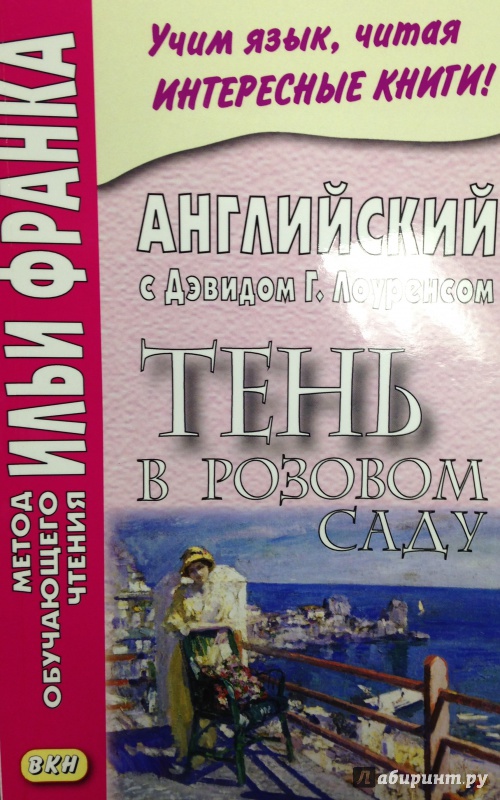 Учим язык, читая
ИНТЕРЕСНЫЕ КНИГИ!
АНГЛИЙСКИЙ
с Дэвидом Г. Лоуренсом
ТЕНЬ
В РОЗОВОМ
САДУ
МЕТОД
ОБУЧАЮЩЕГО
ЧТЕНИЯ
ИЛЬИ ФРАНКА
ВКН
Лабиринт.ру